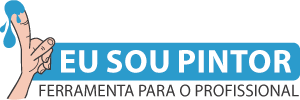 EU SOU PINTOR
FERRAMENTA PARA O PROFISSIONAL